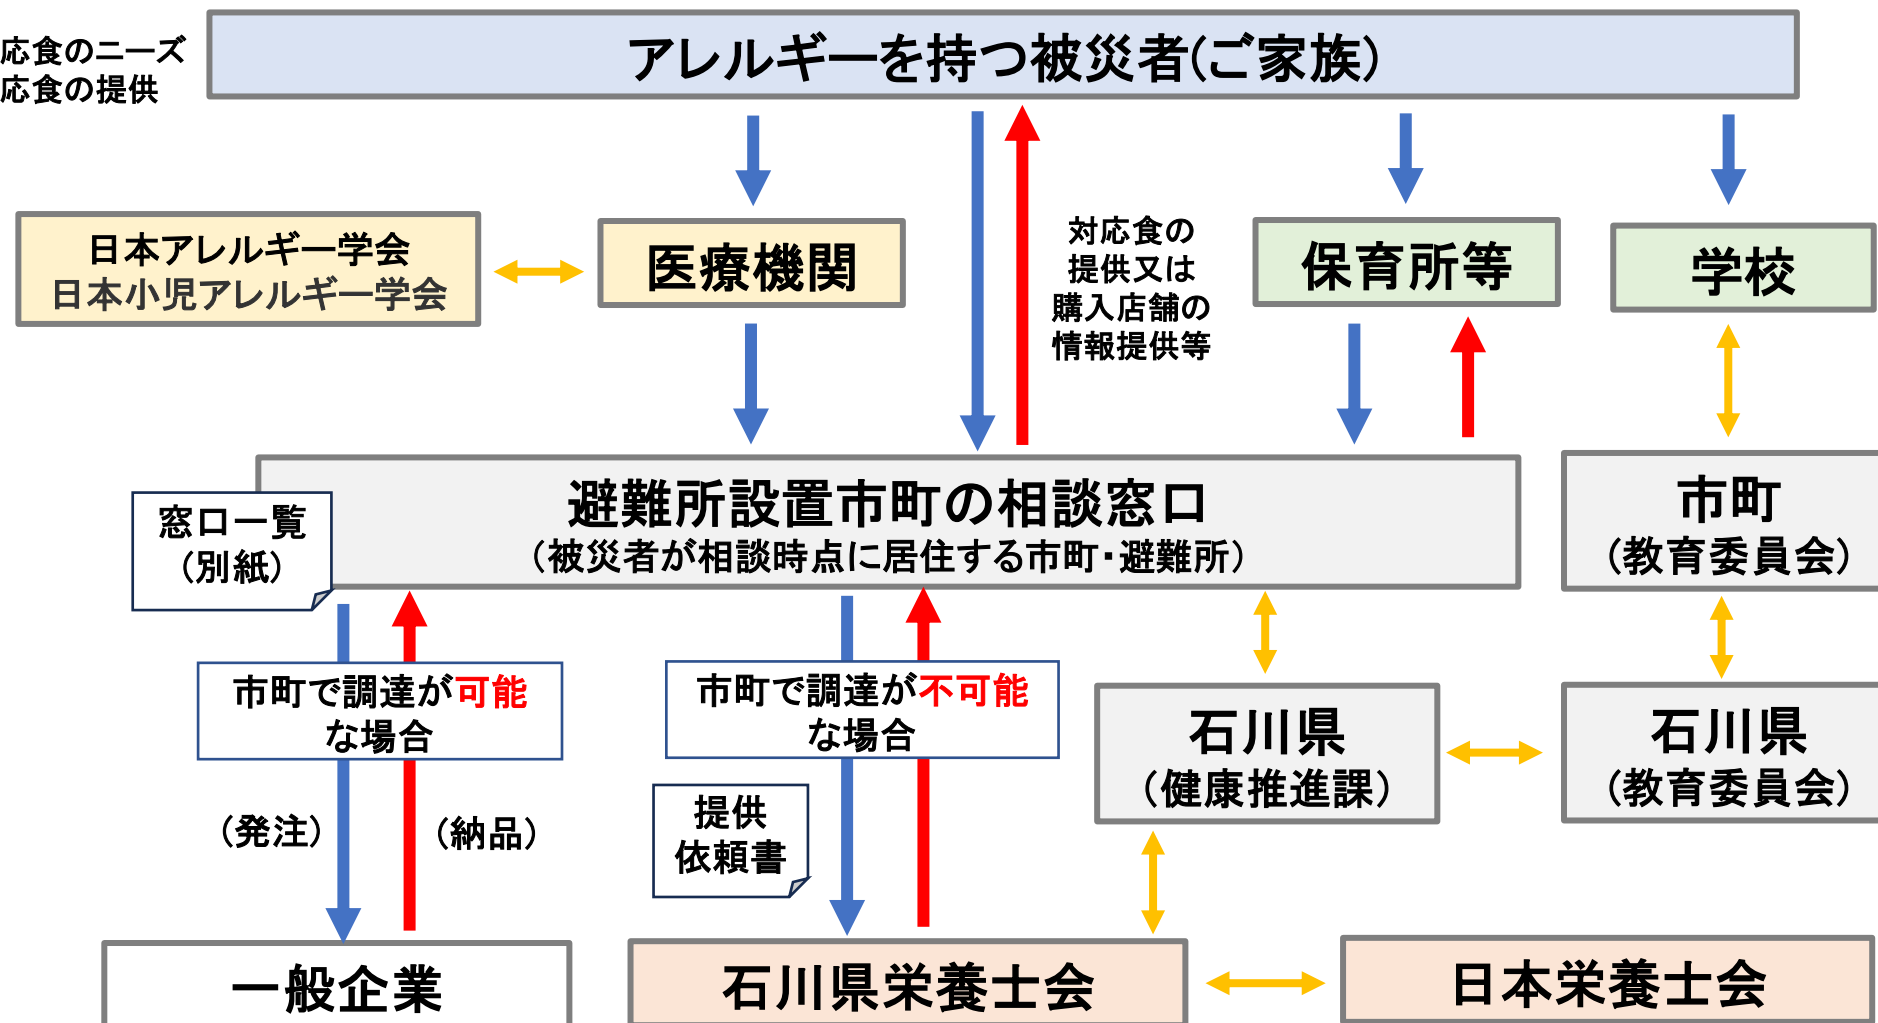 応食のニーズ
応食の提供
アレルギーを持つ被災者(ご家族)
日本アレルギー学会
日本小児アレルギー学会
医療機関
対応食の
提供又は
購入店舗の
情報提供等
保育所等
学校
窓口一覧
(別紙)
避難所設置市町の相談窓口
(被災者が相談時点に居住する市町・避難所)
市町
(教育委員会)
市町で調達が可能
な場合
市町で調達が不可能
な場合
石川県
(健康推進課)
石川県
(教育委員会)
(発注)
(納品)
提供
依頼書
一般企業
石川県栄養士会
日本栄養士会